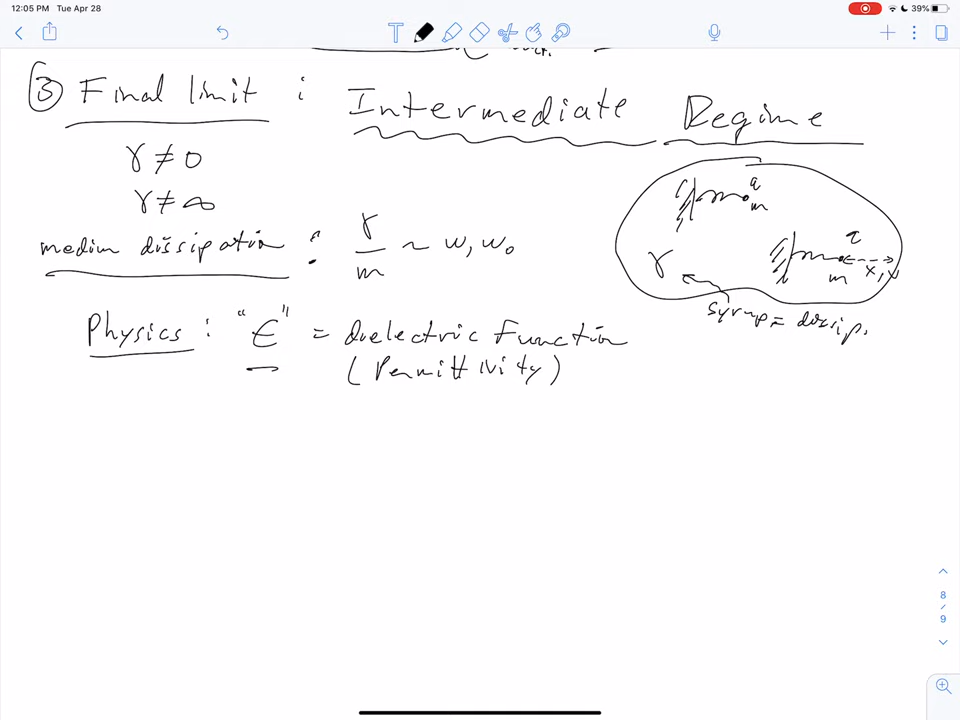 12:05 PM Tue Apr 28
39%
③ Final limit : Intermediate Regime
γ ≠ 0
γ ≠ ∞
medium dissipation : γ/m ~ w, w₀
q
m
q
m
x, v
γ
syrup = dissip.
Physics : "ϵ" = dielectric Function
(Permittivity)
8
/
9